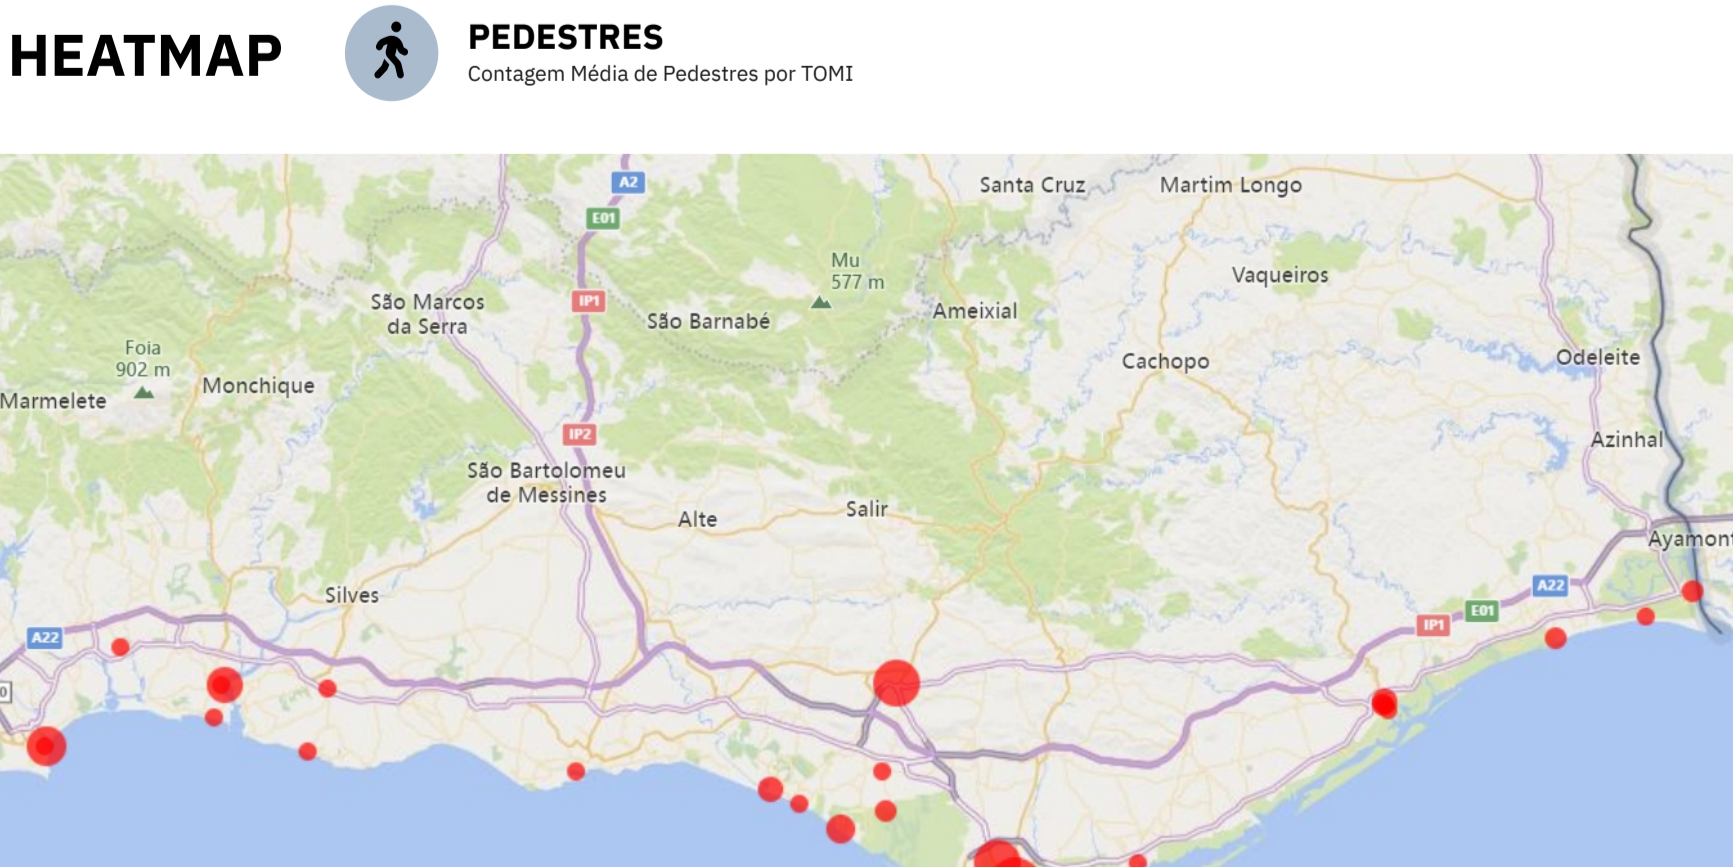 HEATMAP
PEDESTRES
Contagem Média de Pedestres por TOMI
A2
Santa Cruz
Martim Longo
E01
Mu
577 m
Vaqueiros
São Marcos
da Serra
IP1
São Barnabé
Ameixial
Foia
902 m
Monchique
Marmelete
Cachopo
Odeleite
IP2
Azinhal
São Bartolomeu
de Messines
Alte
Salir
Ayamont
Silves
A22
E01
IP1
A22
0